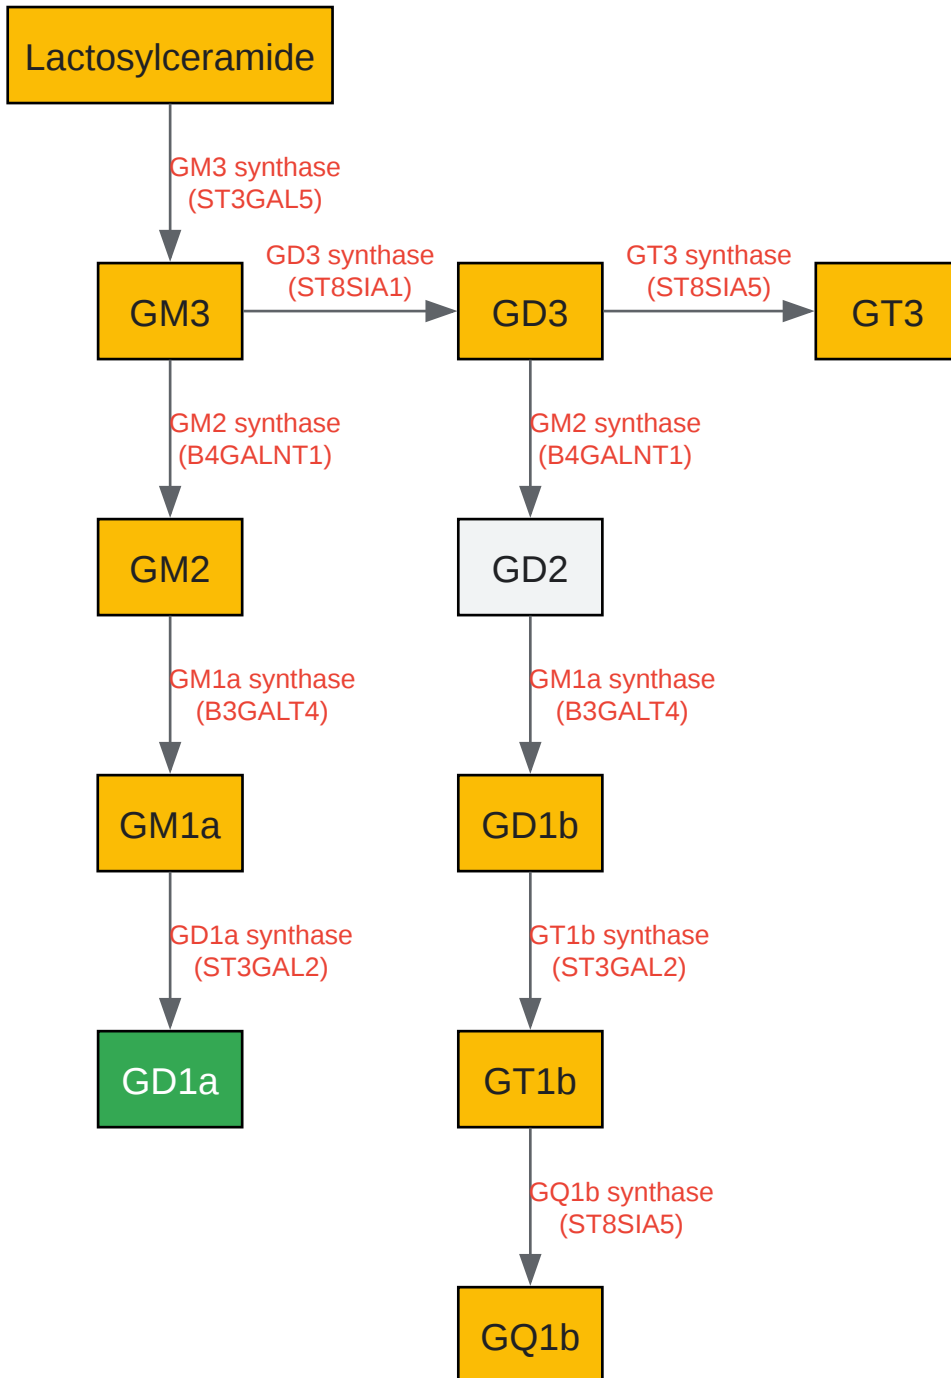 Lactosylceramide
GM3 synthase
(ST3GAL5)
GD3 synthase
(ST8SIA1)
GT3 synthase
(ST8SIA5)
GM3
GD3
GT3
GM2 synthase
(B4GALNT1)
GM2 synthase
(B4GALNT1)
GM2
GD2
GM1a synthase
(B3GALT4)
GM1a synthase
(B3GALT4)
GM1a
GD1b
GD1a synthase
(ST3GAL2)
GT1b synthase
(ST3GAL2)
GD1a
GT1b
GQ1b synthase
(ST8SIA5)
GQ1b